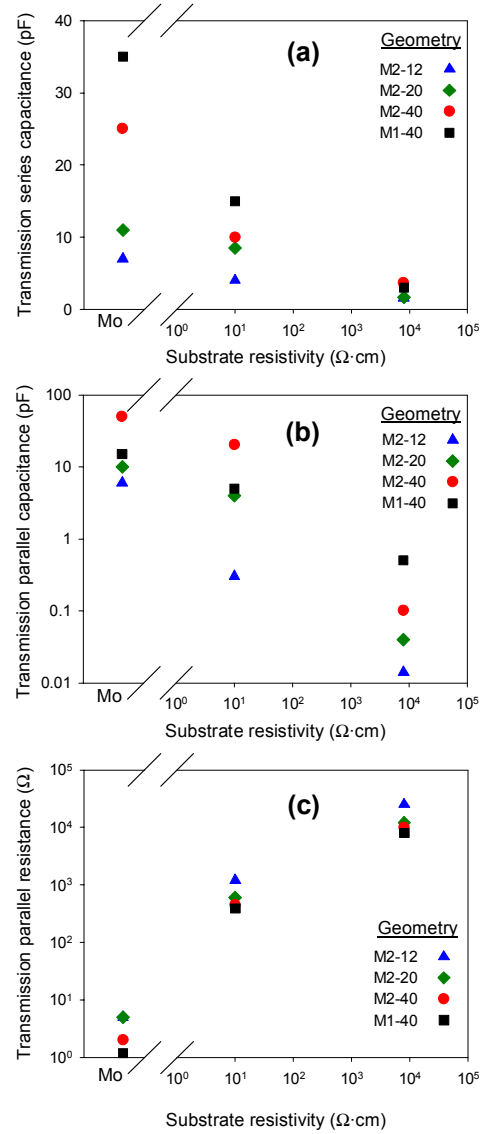 Transmission series capacitance (pF)
40
30
20
10
0
(a)
Geometry
M2-12
M2-20
M2-40
M1-40
Mo
10⁰
10¹
10²
10³
10⁴
10⁵
Substrate resistivity (Ω·cm)
Transmission parallel capacitance (pF)
100
10
1
0.1
0.01
(b)
Geometry
M2-12
M2-20
M2-40
M1-40
Mo
10⁰
10¹
10²
10³
10⁴
10⁵
Substrate resistivity (Ω·cm)
Transmission parallel resistance (Ω)
10⁵
10⁴
10³
10²
10¹
10⁰
(c)
Geometry
M2-12
M2-20
M2-40
M1-40
Mo
10⁰
10¹
10²
10³
10⁴
10⁵
Substrate resistivity (Ω·cm)